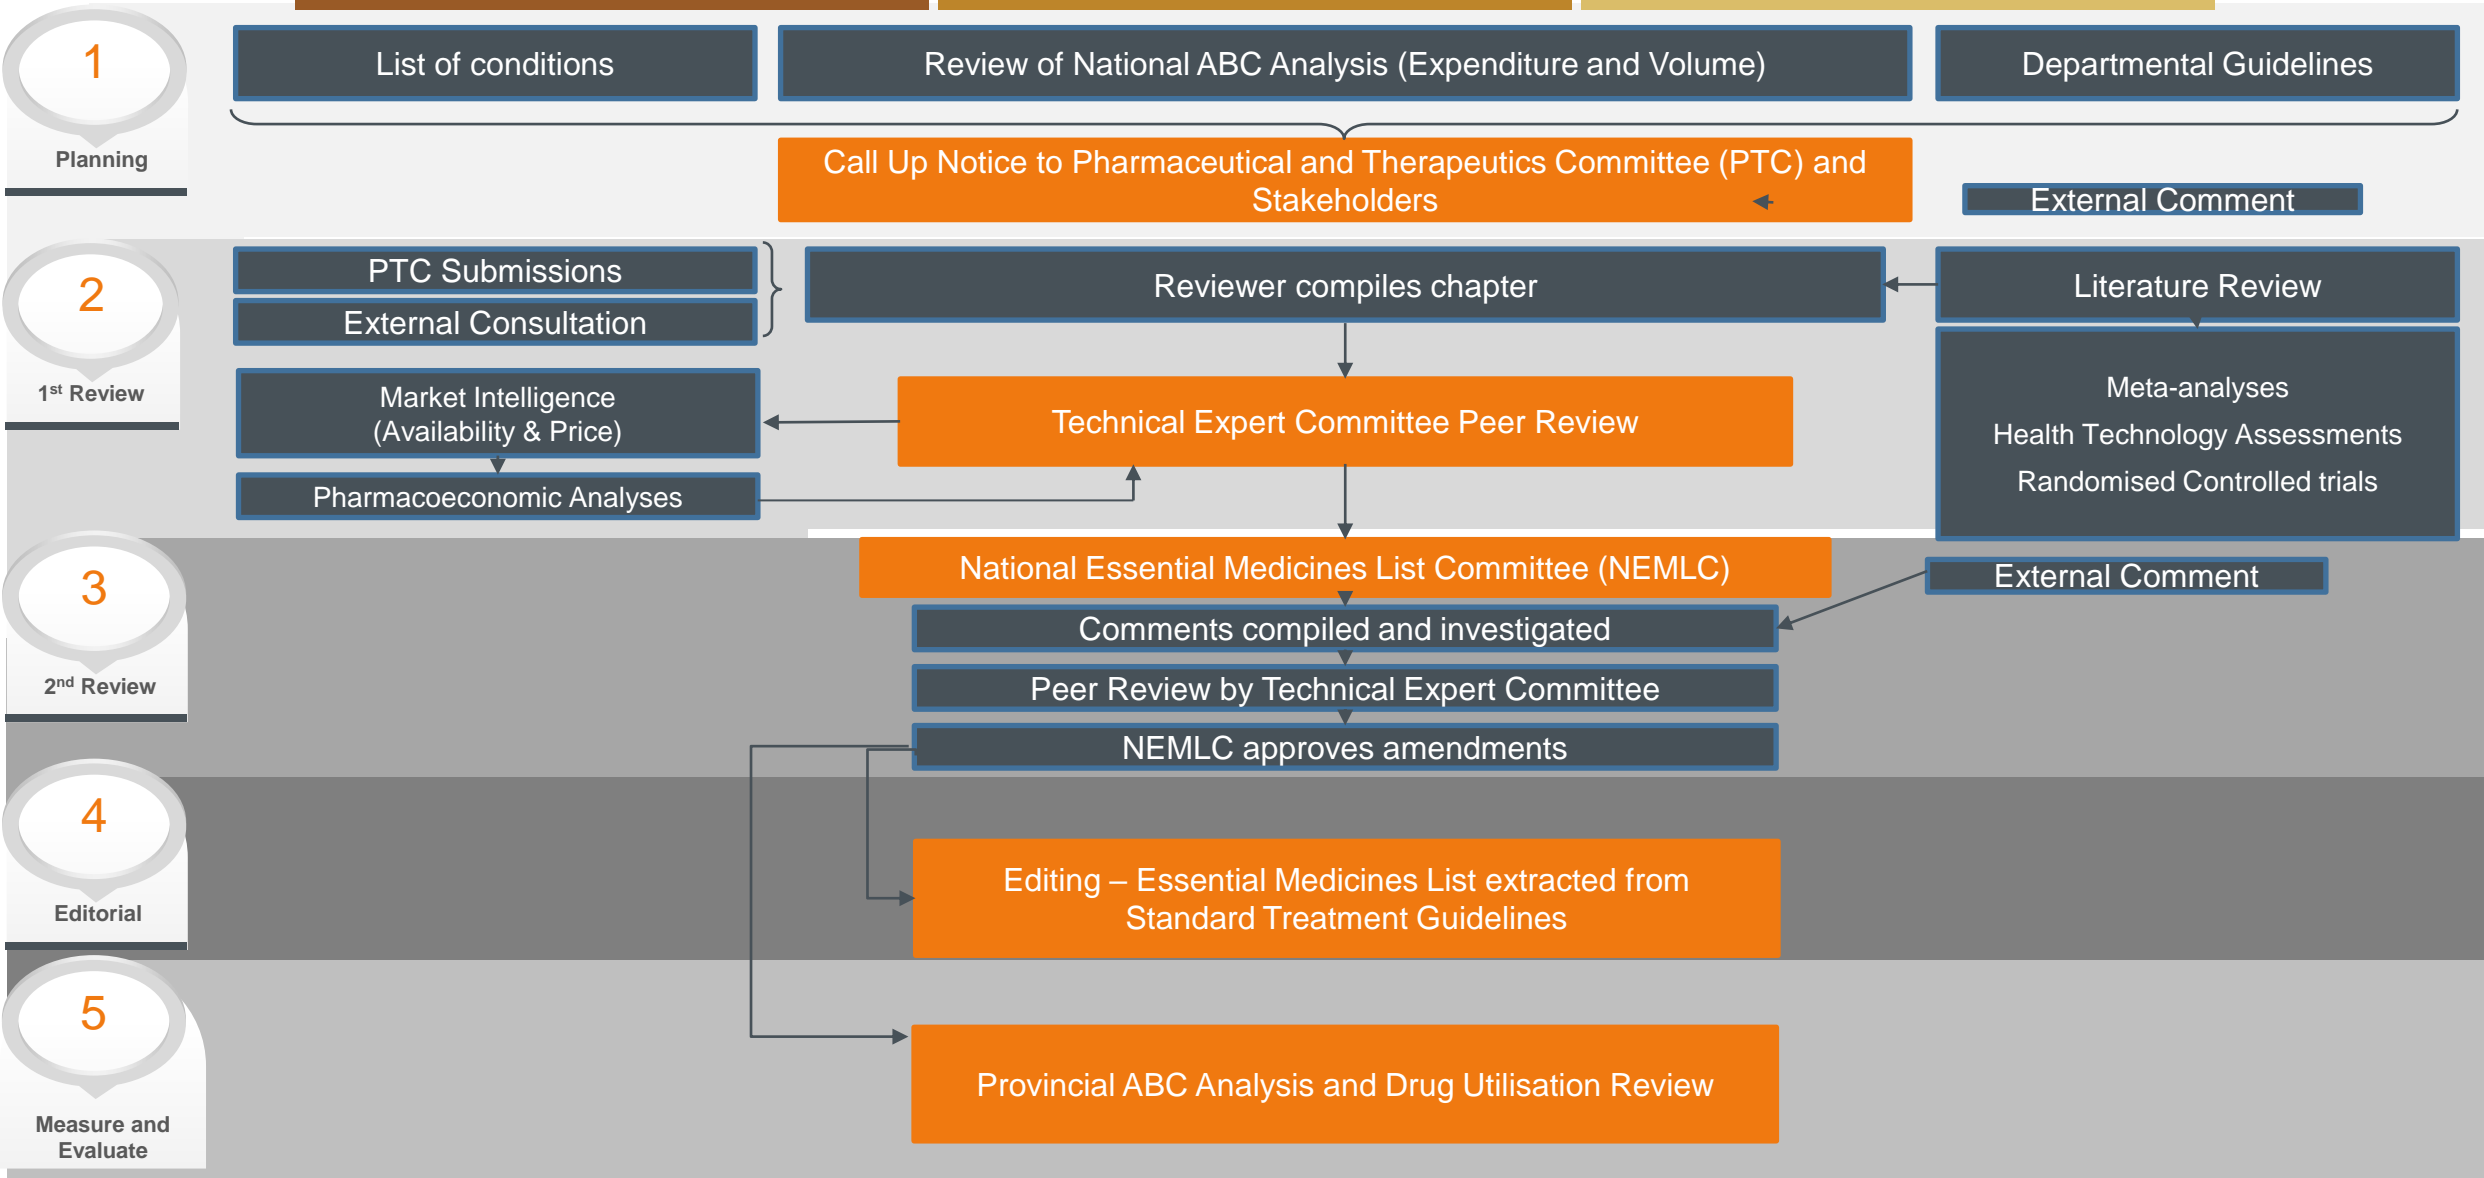 1
Planning
List of conditions
Review of National ABC Analysis (Expenditure and Volume)
Departmental Guidelines
Call Up Notice to Pharmaceutical and Therapeutics Committee (PTC) and
Stakeholders
External Comment
2
1st Review
PTC Submissions
External Consultation
Reviewer compiles chapter
Literature Review
Market Intelligence
(Availability & Price)
Pharmacoeconomic Analyses
Technical Expert Committee Peer Review
Meta-analyses
Health Technology Assessments
Randomised Controlled trials
3
2nd Review
National Essential Medicines List Committee (NEMLC)
External Comment
Comments compiled and investigated
Peer Review by Technical Expert Committee
NEMLC approves amendments
4
Editorial
Editing – Essential Medicines List extracted from
Standard Treatment Guidelines
5
Measure and
Evaluate
Provincial ABC Analysis and Drug Utilisation Review